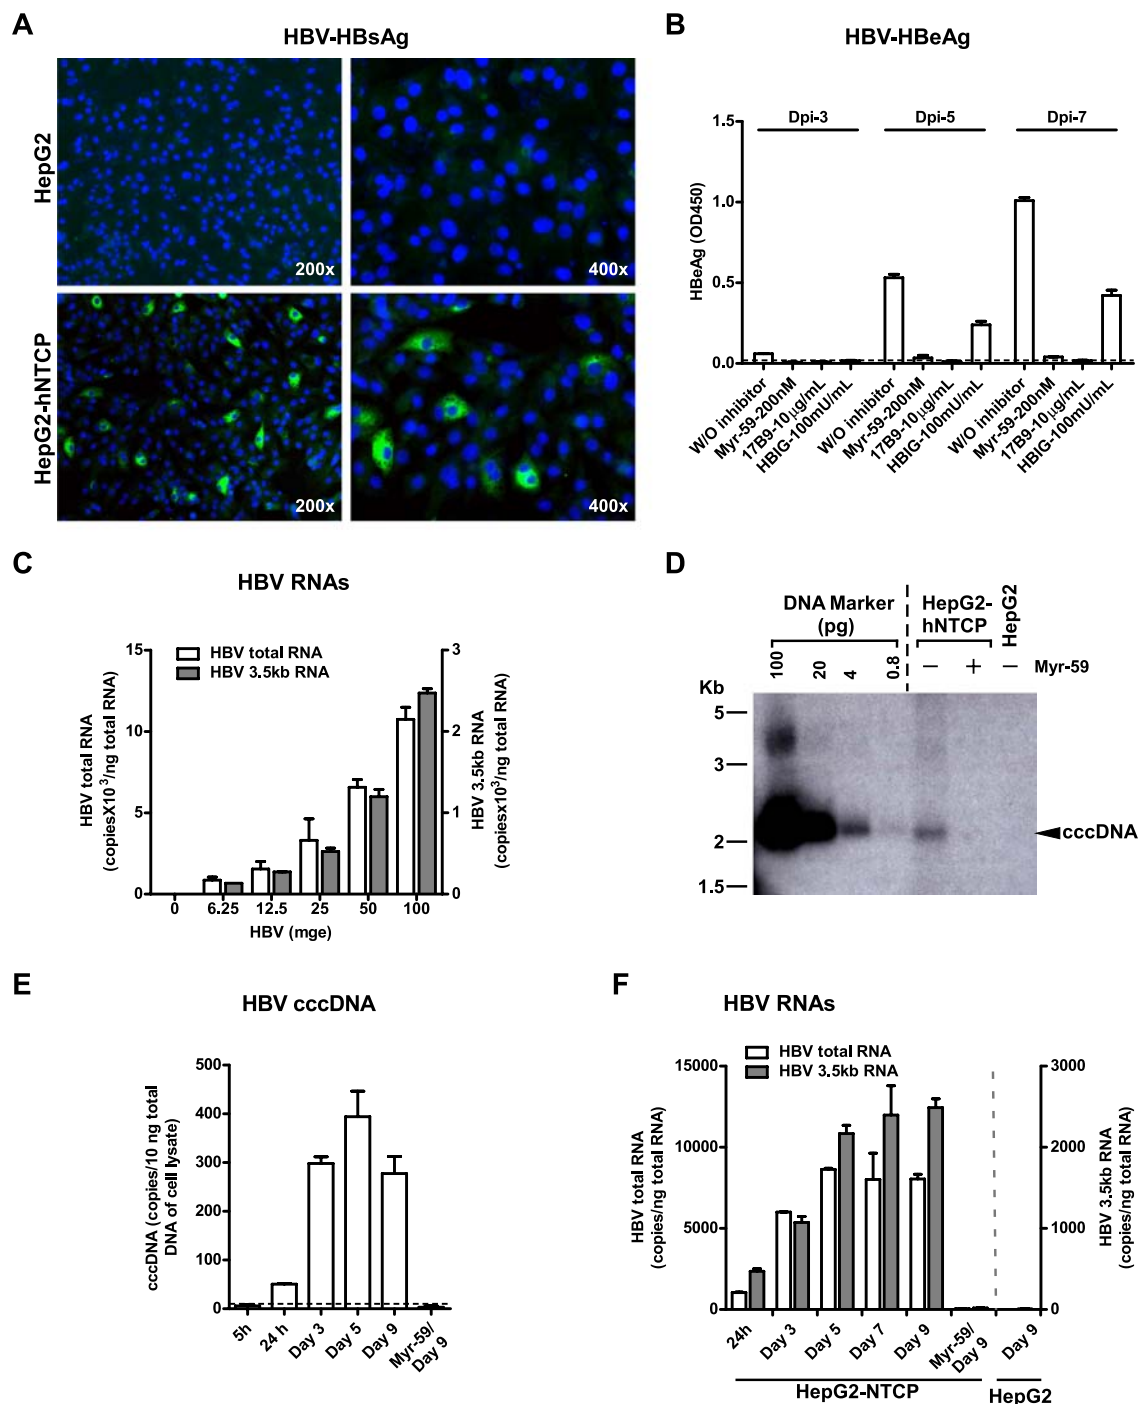 A
HBV-HBsAg
HepG2
200x
400x
HepG2-hNTCP
200x
400x
B
HBV-HBeAg
Dpi-3 Dpi-5 Dpi-7
HBeAg (OD450)
1.5
1.0
0.5
0.0
W/O inhibitor
Myr-59-200nM
17B9-10μg/mL
HBIG-100mU/mL
W/O inhibitor
Myr-59-200nM
17B9-10μg/mL
HBIG-100mU/mL
W/O inhibitor
Myr-59-200nM
17B9-10μg/mL
HBIG-100mU/mL
C
HBV RNAs
HBV total RNA
HBV 3.5kb RNA
HBV total RNA
(copiesX10³/ng total RNA)
15
10
5
0
HBV 3.5kb RNA
(copiesx10³/ng total RNA)
3
2
1
0
0 6.25 12.5 25 50 100
HBV (mge)
D
DNA Marker
(pg)
HepG2-
hNTCP
HepG2
100 20 4 0.8 – + – Myr-59
Kb
5
3
2
1.5
cccDNA
E
HBV cccDNA
cccDNA (copies/10 ng total
DNA of cell lysate)
500
400
300
200
100
0
5h
24 h
Day 3
Day 5
Day 9
Myr-59/
Day 9
F
HBV RNAs
HBV total RNA
HBV 3.5kb RNA
HBV total RNA
(copies/ng total RNA)
15000
10000
5000
0
HBV 3.5kb RNA
(copies/ng total RNA)
3000
2000
1000
0
24h
Day 3
Day 5
Day 7
Day 9
Myr-59/
Day 9
Day 9
HepG2-NTCP HepG2